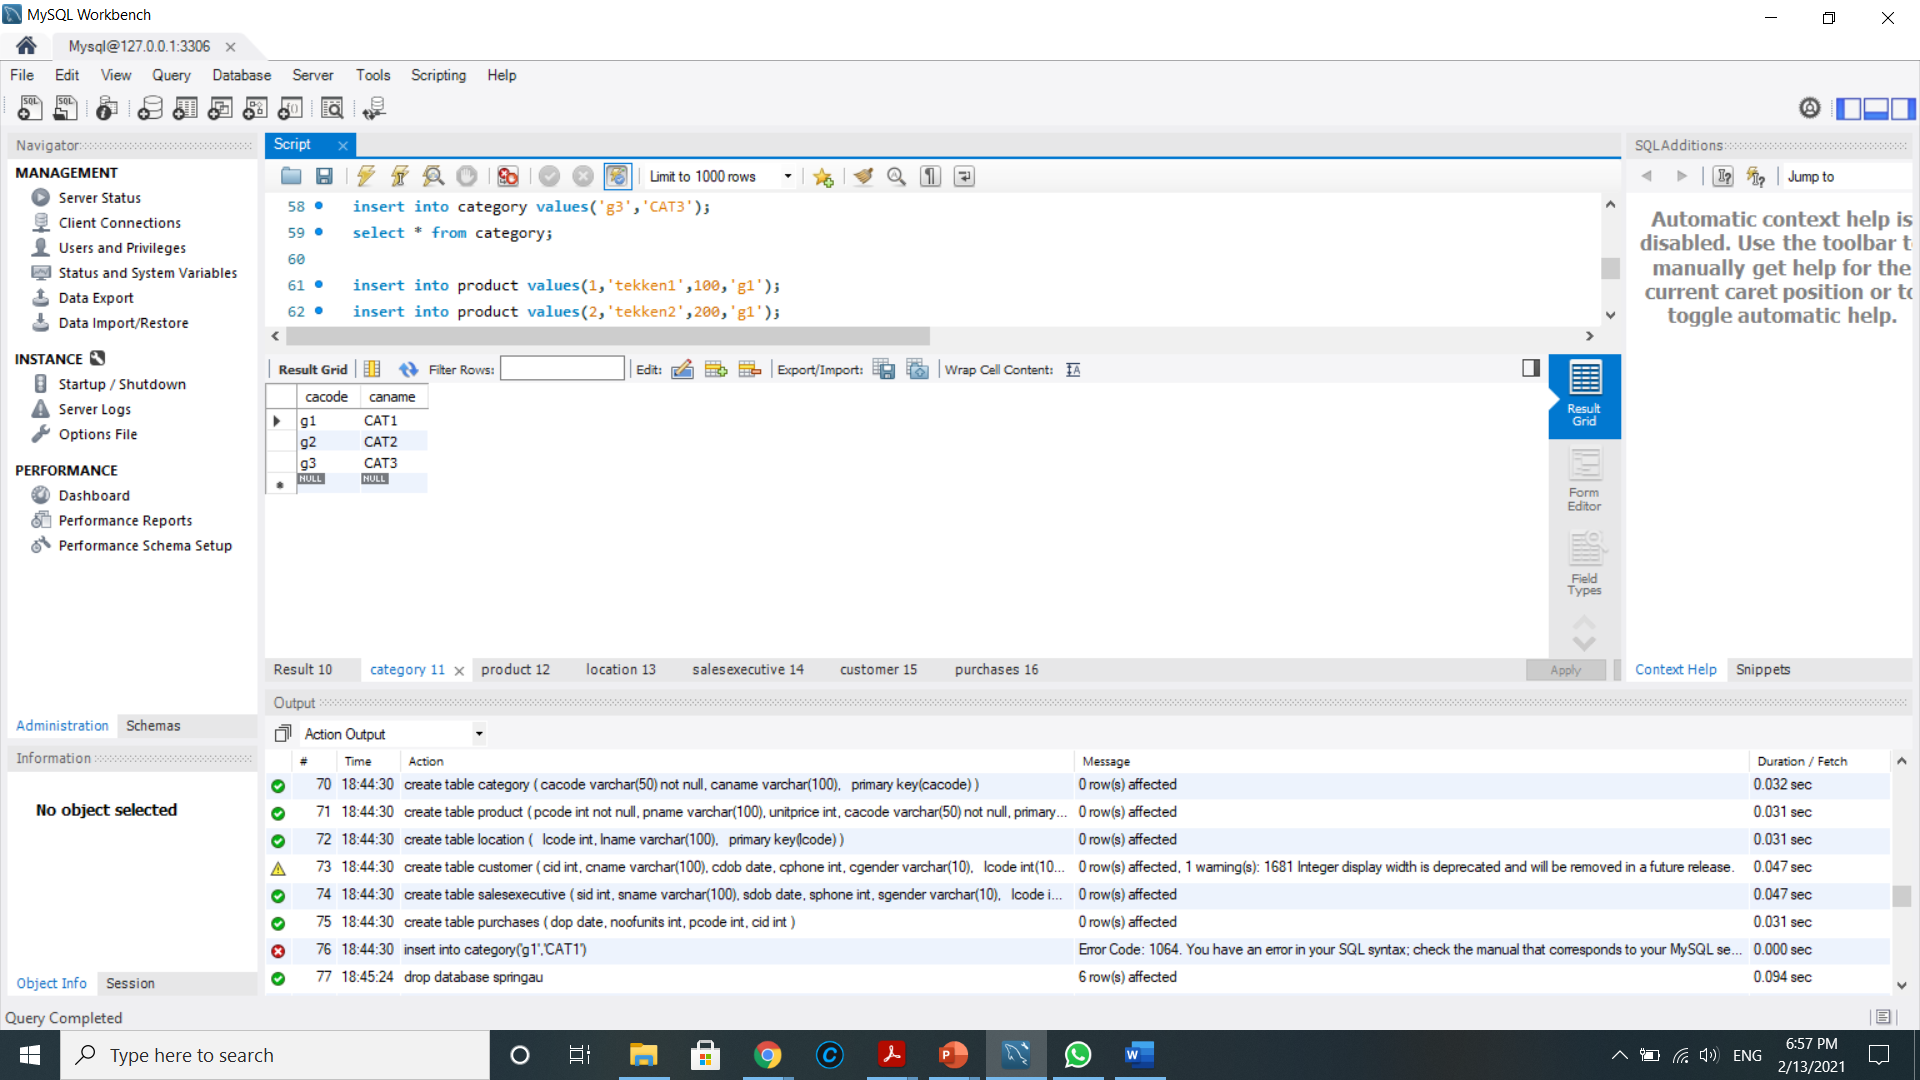 MySQL Workbench
Mysql@127.0.0.1:3306
File Edit View Query Database Server Tools Scripting Help
Navigator
MANAGEMENT
Server Status
Client Connections
Users and Privileges
Status and System Variables
Data Export
Data Import/Restore
INSTANCE
Startup / Shutdown
Server Logs
Options File
PERFORMANCE
Dashboard
Performance Reports
Performance Schema Setup
Administration Schemas
Information
No object selected
Object Info Session
Script
Limit to 1000 rows
58 insert into category values('g3','CAT3');
59 select * from category;
60
61 insert into product values(1,'tekken1',100,'g1');
62 insert into product values(2,'tekken2',200,'g1');
Result Grid Filter Rows: Edit: Export/Import: Wrap Cell Content:
cacode caname
g1 CAT1
g2 CAT2
g3 CAT3
NULL NULL
Result
Grid
Form
Editor
Field
Types
Result 10 category 11 product 12 location 13 salesexecutive 14 customer 15 purchases 16 Apply
SQLAdditions
Jump to
Automatic context help is
disabled. Use the toolbar t
manually get help for the
current caret position or to
toggle automatic help.
Context Help Snippets
Output
Action Output
# Time Action Message Duration / Fetch
70 18:44:30 create table category ( cacode varchar(50) not null, caname varchar(100), primary key(cacode) ) 0 row(s) affected 0.032 sec
71 18:44:30 create table product ( pcode int not null, pname varchar(100), unitprice int, cacode varchar(50) not null, primary... 0 row(s) affected 0.031 sec
72 18:44:30 create table location ( lcode int, lname varchar(100), primary key(lcode) ) 0 row(s) affected 0.031 sec
73 18:44:30 create table customer ( cid int, cname varchar(100), cdob date, cphone int, cgender varchar(10), lcode int(10... 0 row(s) affected, 1 warning(s): 1681 Integer display width is deprecated and will be removed in a future release. 0.047 sec
74 18:44:30 create table salesexecutive ( sid int, sname varchar(100), sdob date, sphone int, sgender varchar(10), lcode i... 0 row(s) affected 0.047 sec
75 18:44:30 create table purchases ( dop date, noofunits int, pcode int, cid int ) 0 row(s) affected 0.031 sec
76 18:44:30 insert into category('g1','CAT1') Error Code: 1064. You have an error in your SQL syntax; check the manual that corresponds to your MySQL se... 0.000 sec
77 18:45:24 drop database springau 6 row(s) affected 0.094 sec
Query Completed
Type here to search
ENG
6:57 PM
2/13/2021